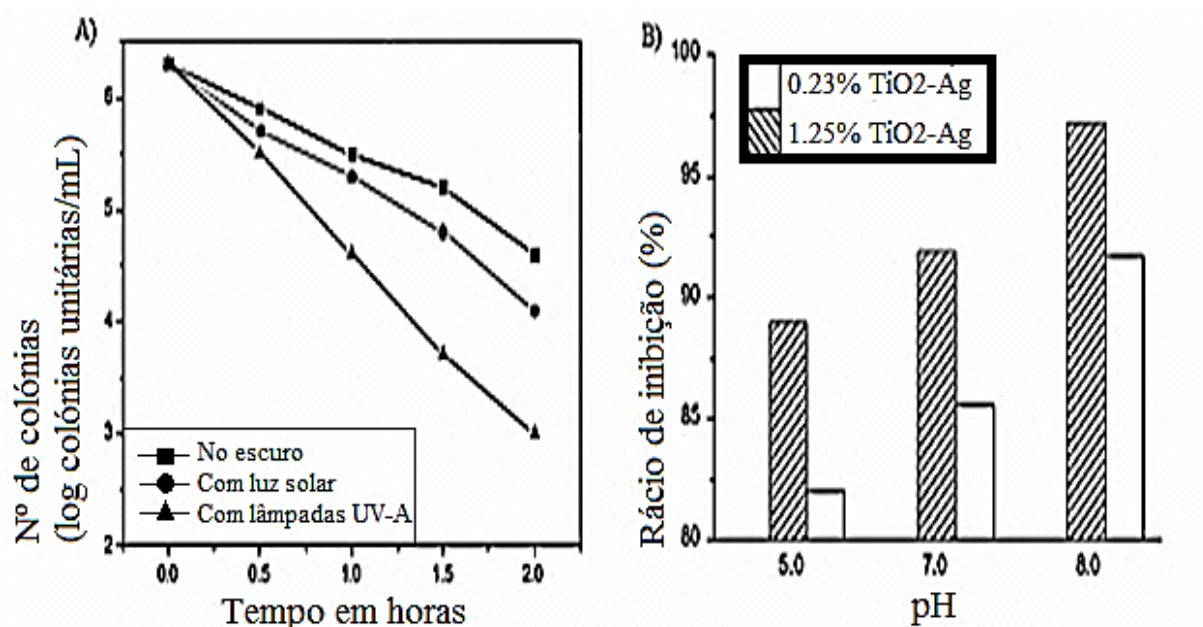 A)
Nº de colónias
(log colónias unitárias/mL)
6
5
4
3
2
No escuro
Com luz solar
Com lâmpadas UV-A
0.0 0.5 1.0 1.5 2.0
Tempo em horas
B)
Rácio de inibição (%)
100
95
90
85
80
0.23% TiO2-Ag
1.25% TiO2-Ag
5.0 7.0 8.0
pH